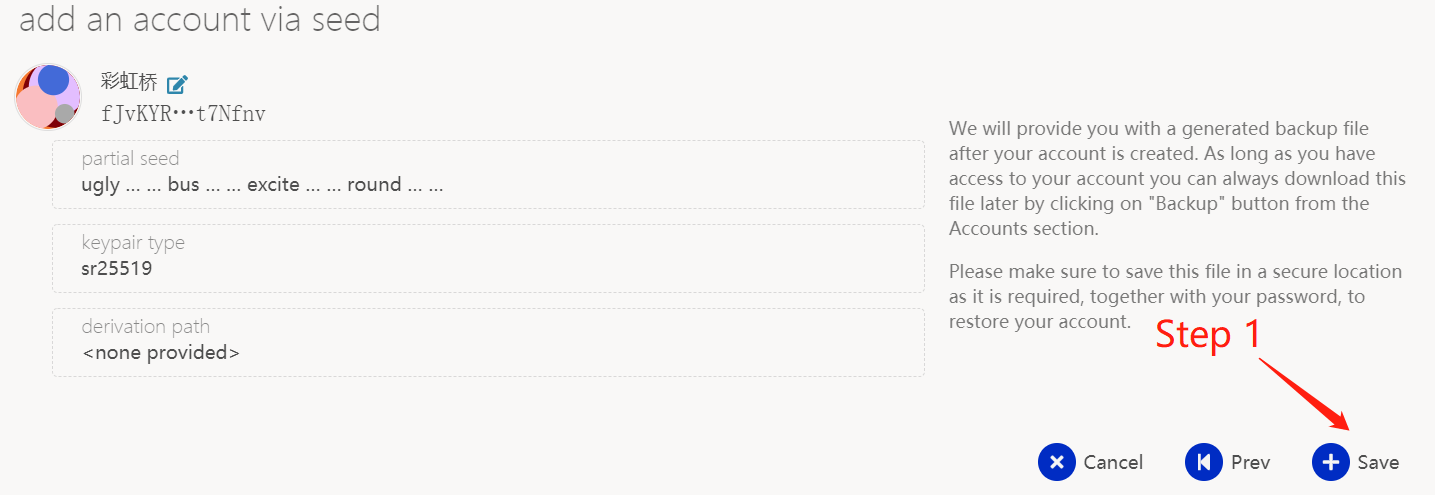 add an account via seed
彩虹桥
fJvKYR⋯t7Nfnv
partial seed
ugly … … bus … … excite … … round … …
keypair type
sr25519
derivation path
<none provided>
We will provide you with a generated backup file
after your account is created. As long as you have
access to your account you can always download this
file later by clicking on "Backup" button from the
Accounts section.
Please make sure to save this file in a secure location
as it is required, together with your password, to
restore your account.
Step 1
Cancel
Prev
Save